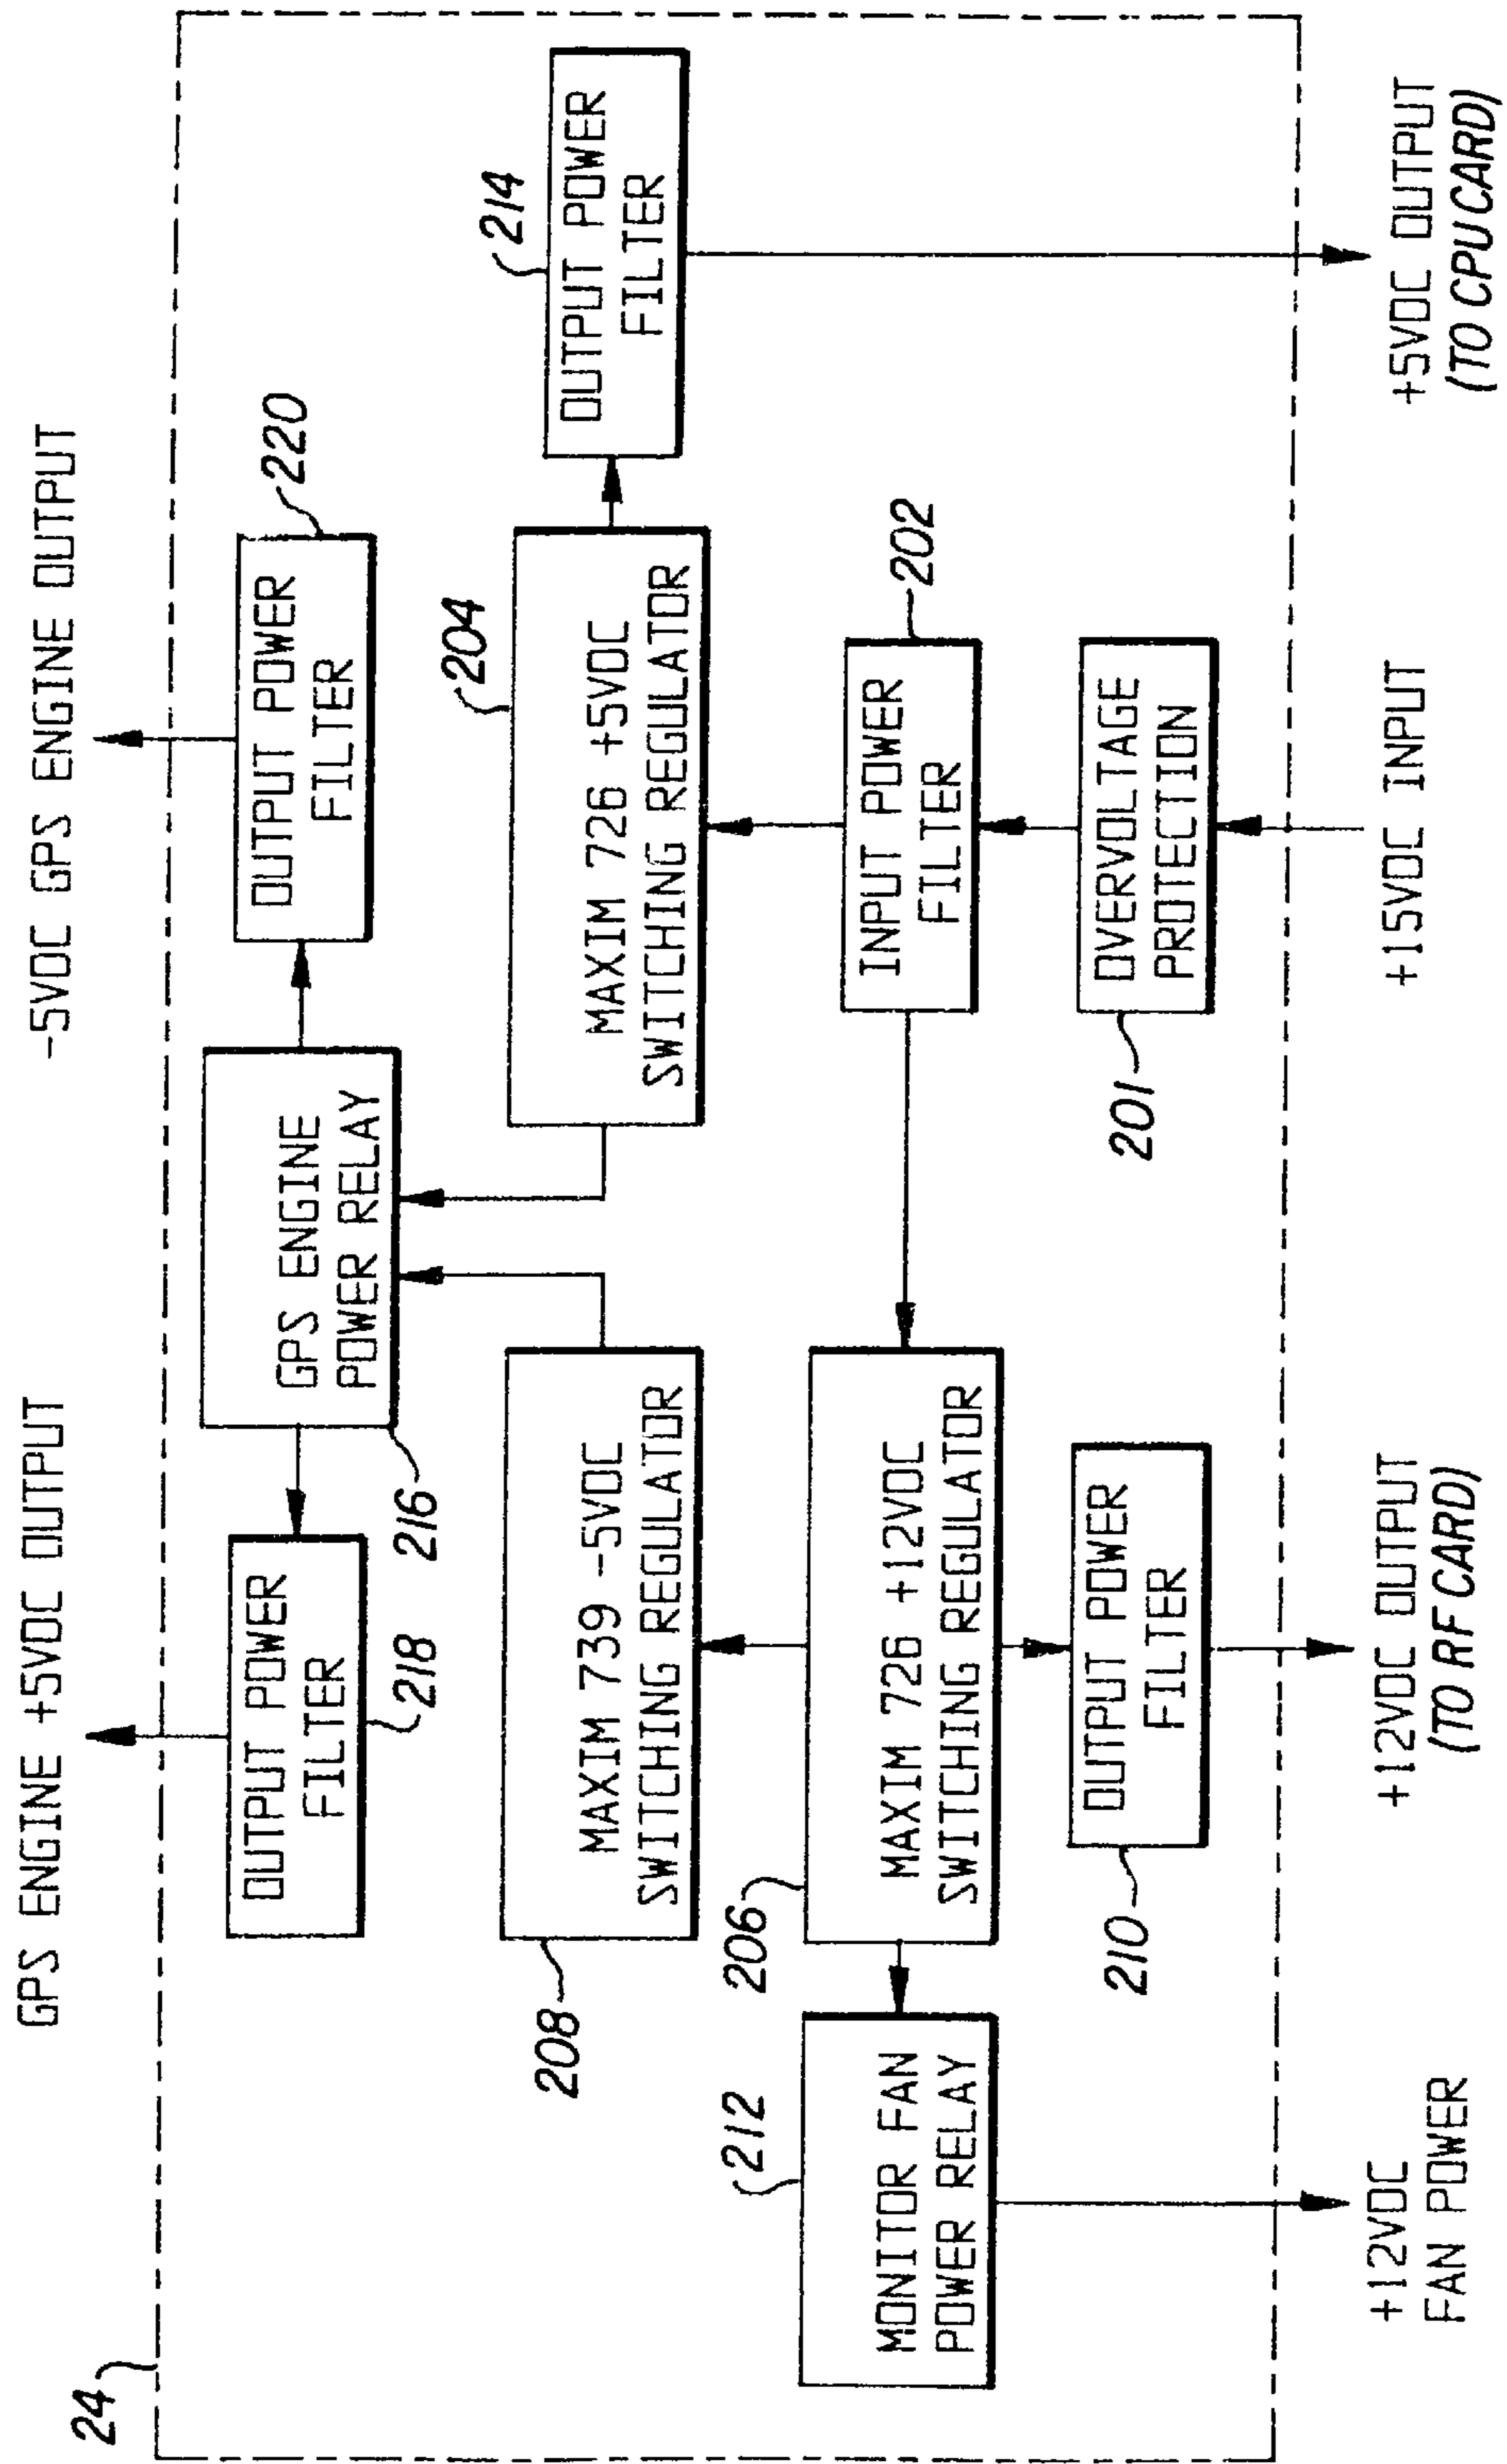 24
GPS ENGINE +5VDC OUTPUT
-5VDC GPS ENGINE OUTPUT
OUTPUT POWER
FILTER
218
GPS ENGINE
POWER RELAY
216
OUTPUT POWER
FILTER
220
208
MAXIM 739 -5VDC
SWITCHING REGULATOR
204
MAXIM 726 +5VDC
SWITCHING REGULATOR
214
OUTPUT POWER
FILTER
212
MONITOR FAN
POWER RELAY
206
MAXIM 726 +12VDC
SWITCHING REGULATOR
202
INPUT POWER
FILTER
210
OUTPUT POWER
FILTER
201
OVERVOLTAGE
PROTECTION
+12VDC
FAN POWER
+12VDC OUTPUT
(TO RF CARD)
+15VDC INPUT
+5VDC OUTPUT
(TO CPU CARD)